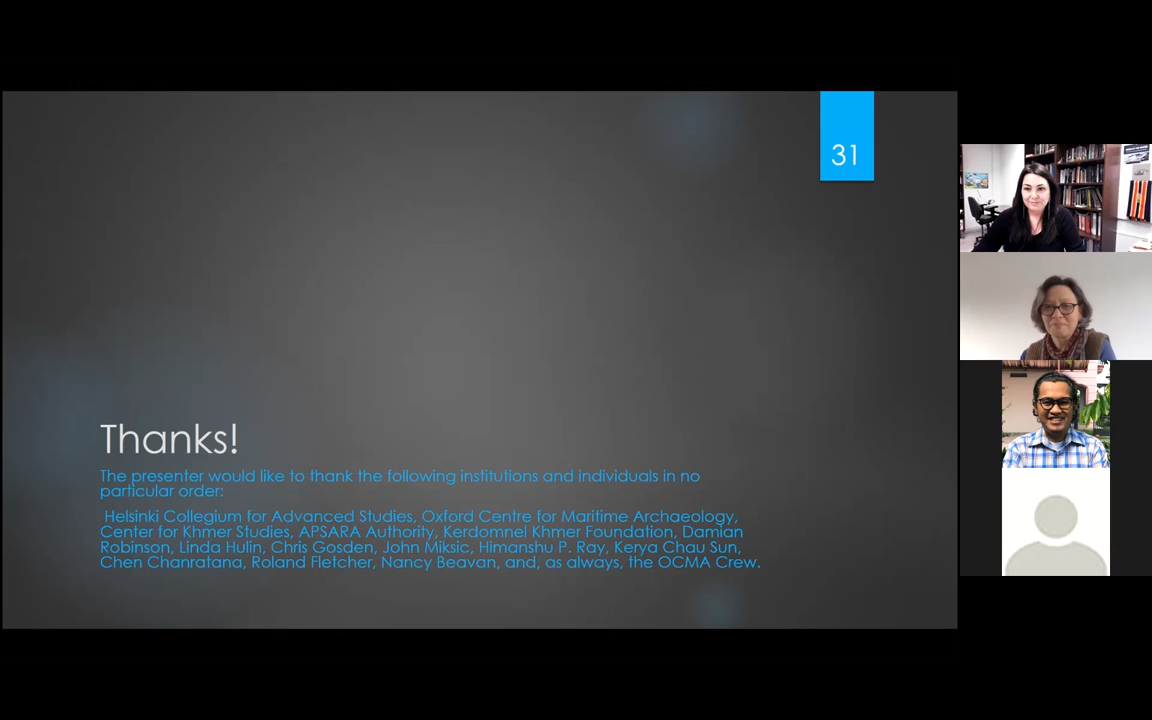 31
Thanks!
The presenter would like to thank the following institutions and individuals in no
particular order:
Helsinki Collegium for Advanced Studies, Oxford Centre for Maritime Archaeology,
Center for Khmer Studies, APSARA Authority, Kerdomnel Khmer Foundation, Damian
Robinson, Linda Hulin, Chris Gosden, John Miksic, Himanshu P. Ray, Kerya Chau Sun,
Chen Chanratana, Roland Fletcher, Nancy Beavan, and, as always, the OCMA Crew.
H